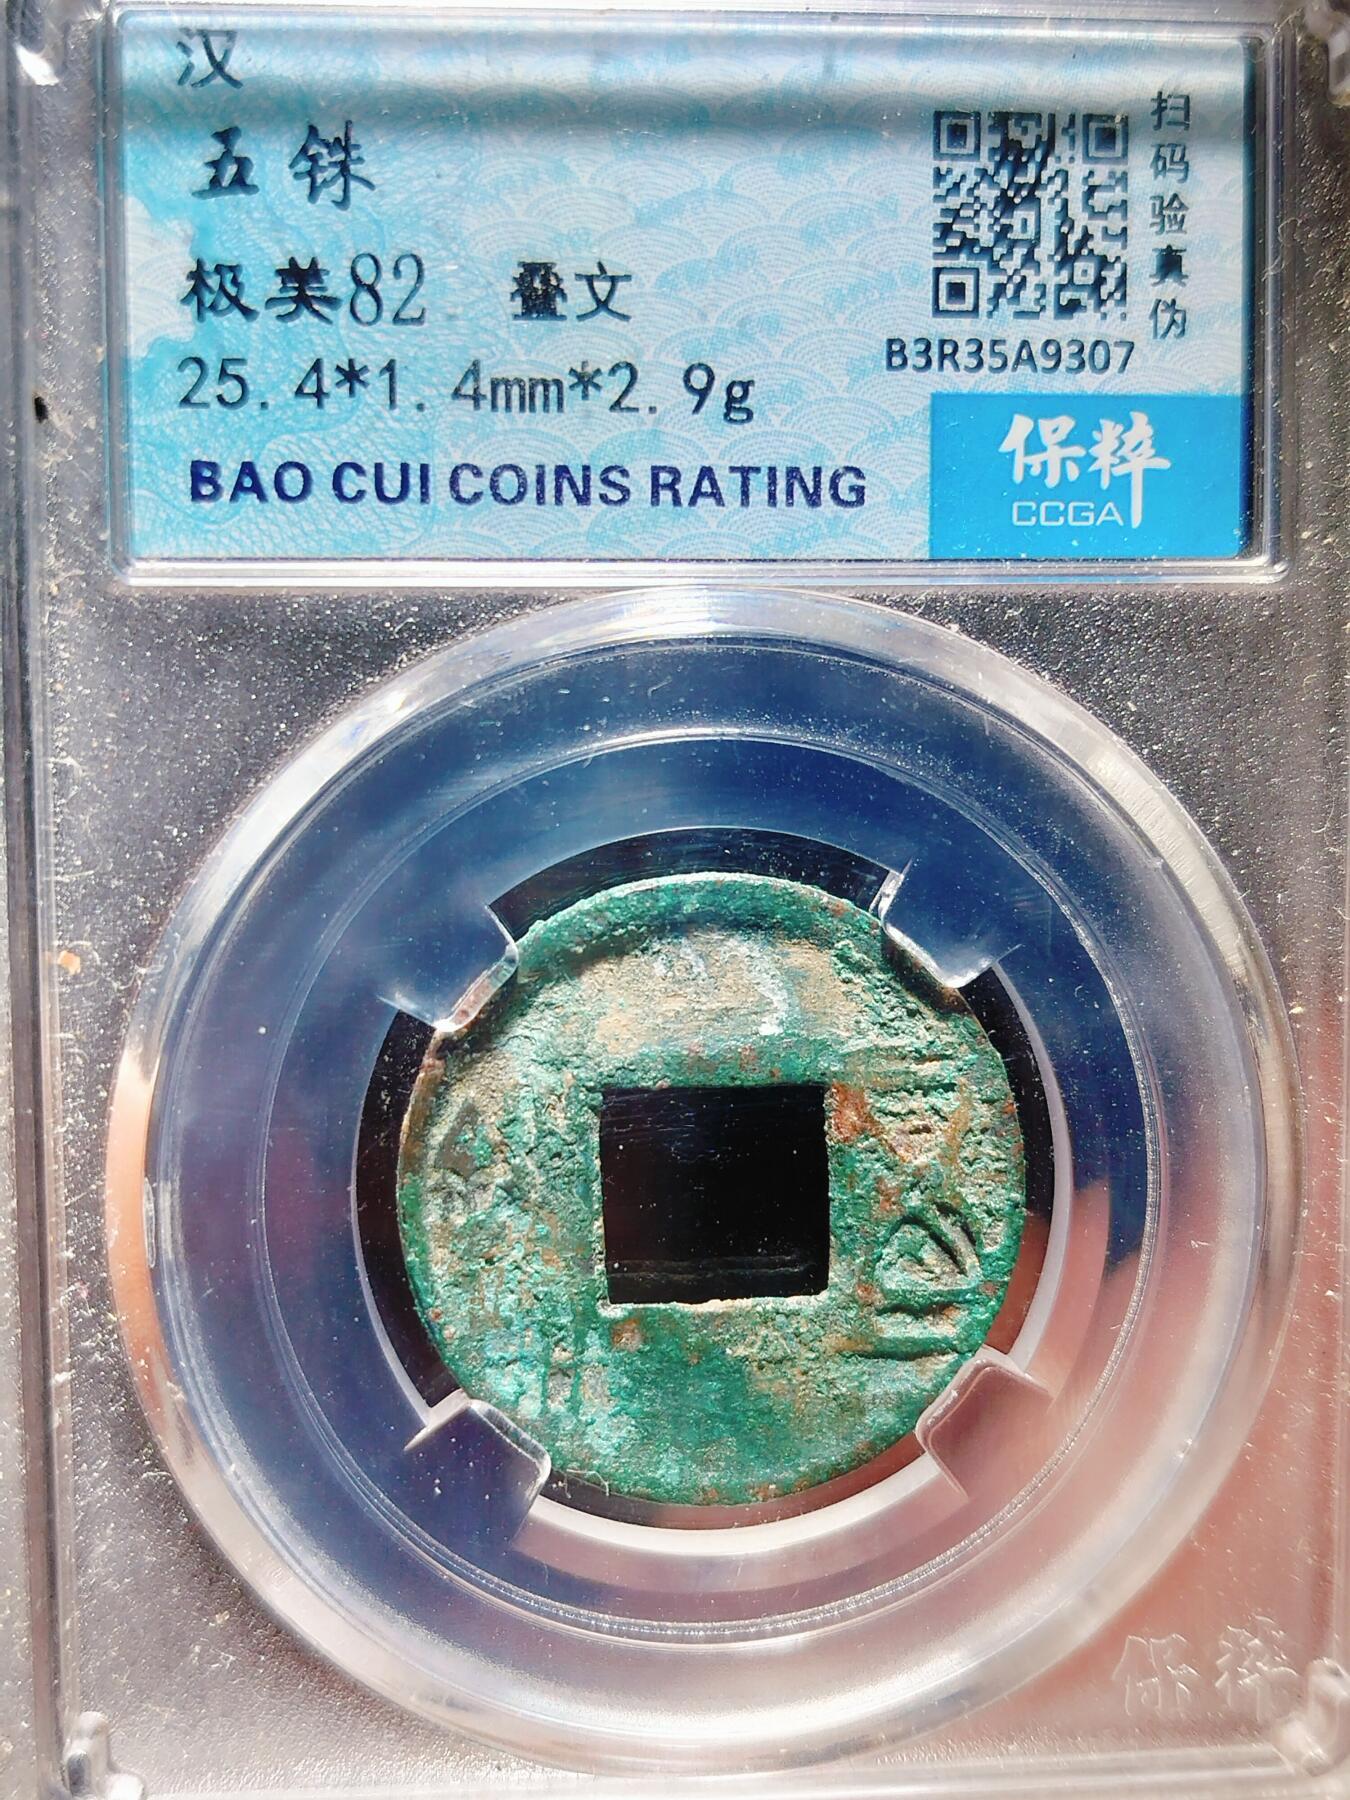 汉
五铢
极美82 叠文
25.4*1.4mm*2.9g
BAO CUI COINS RATING
扫码验真伪
B3R35A9307
保粹
CCGA
保粹